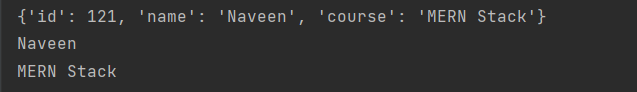 {'id': 121, 'name': 'Naveen', 'course': 'MERN Stack'}
Naveen
MERN Stack